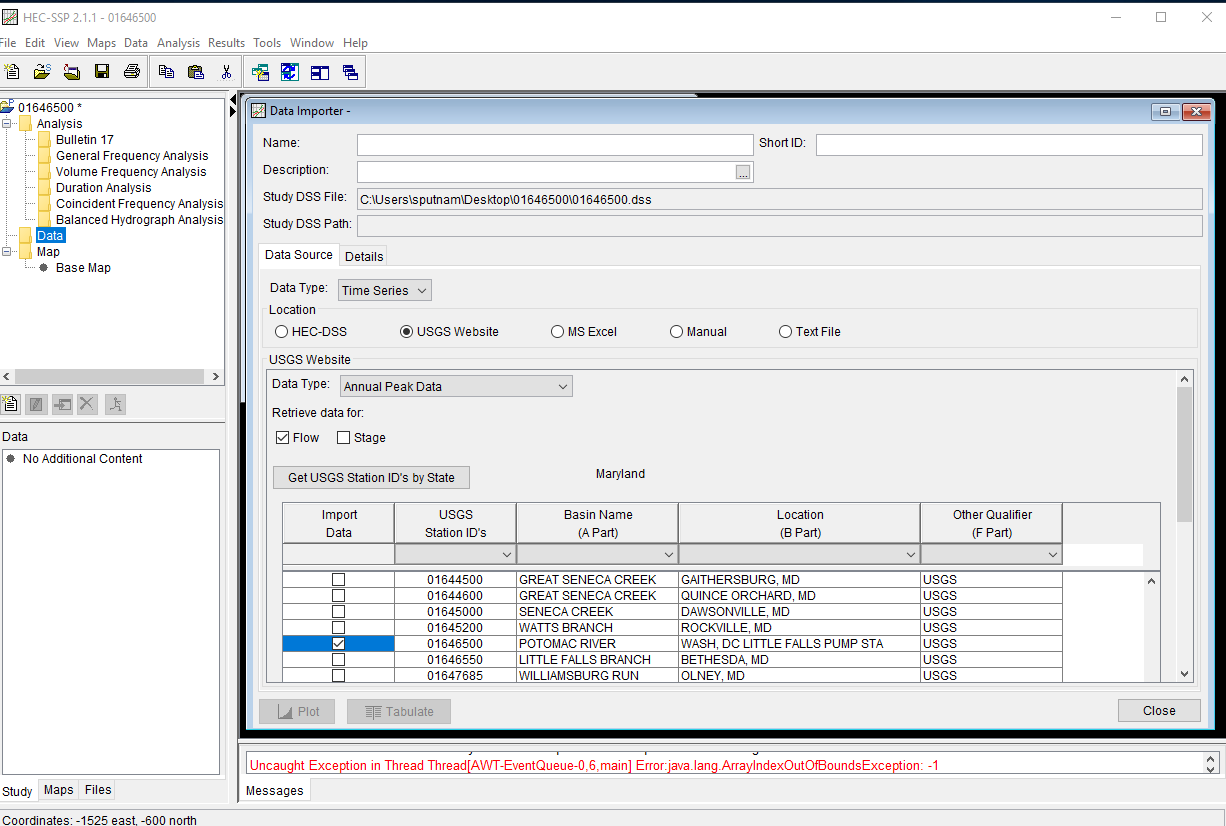 HEC-SSP 2.1.1 - 01646500
File Edit View Maps Data Analysis Results Tools Window Help
01646500 *
Analysis
Bulletin 17
General Frequency Analysis
Volume Frequency Analysis
Duration Analysis
Coincident Frequency Analysis
Balanced Hydrograph Analysis
Data
Map
Base Map
Data
No Additional Content
Study Maps Files
Data Importer -
Name:
Short ID:
Description:
...
Study DSS File: C:\Users\sputnam\Desktop\01646500\01646500.dss
Study DSS Path:
Data Source Details
Data Type: Time Series
Location
HEC-DSS USGS Website MS Excel Manual Text File
USGS Website
Data Type: Annual Peak Data
Retrieve data for:
Flow Stage
Get USGS Station ID's by State Maryland
Import USGS Basin Name Location Other Qualifier
Data Station ID's (A Part) (B Part) (F Part)
01644500 GREAT SENECA CREEK GAITHERSBURG, MD USGS
01644600 GREAT SENECA CREEK QUINCE ORCHARD, MD USGS
01645000 SENECA CREEK DAWSONVILLE, MD USGS
01645200 WATTS BRANCH ROCKVILLE, MD USGS
01646500 POTOMAC RIVER WASH, DC LITTLE FALLS PUMP STA USGS
01646550 LITTLE FALLS BRANCH BETHESDA, MD USGS
01647685 WILLIAMSBURG RUN OLNEY, MD USGS
Plot Tabulate Close
Uncaught Exception in Thread Thread[AWT-EventQueue-0,6,main] Error:java.lang.ArrayIndexOutOfBoundsException: -1
Messages
Coordinates: -1525 east, -600 north